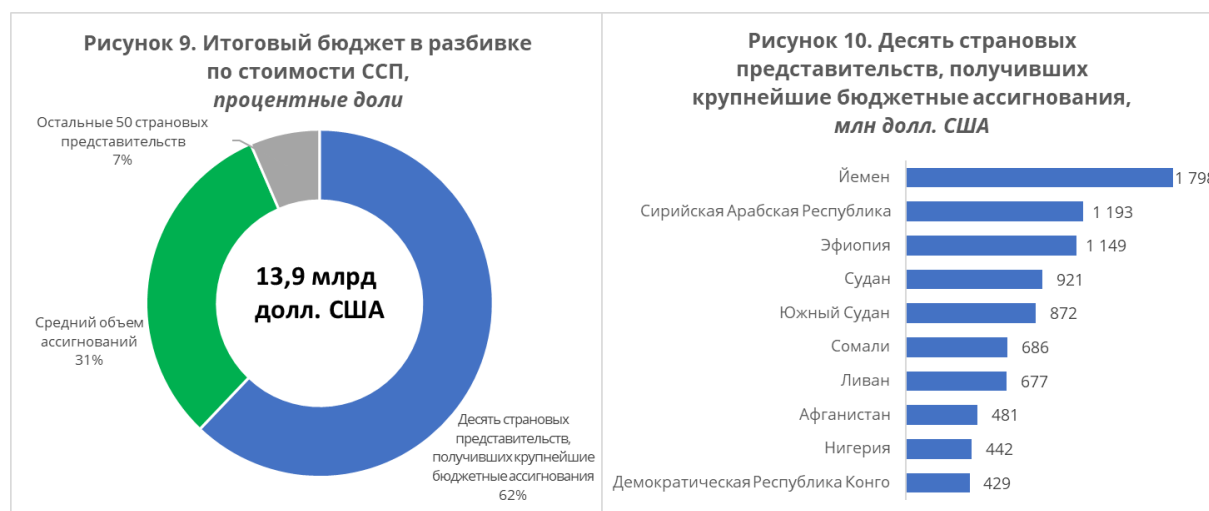 Рисунок 9. Итоговый бюджет в разбивке
по стоимости ССП,
процентные доли
Остальные 50 страновых
представительств
7%
13,9 млрд
долл. США
Средний объем
ассигнований
31%
Десять страновых
представительств,
получивших крупнейшие
бюджетные ассигнования
62%
Рисунок 10. Десять страновых
представительств, получивших
крупнейшие бюджетные ассигнования,
млн долл. США
Йемен 1 798
Сирийская Арабская Республика 1 193
Эфиопия 1 149
Судан 921
Южный Судан 872
Сомали 686
Ливан 677
Афганистан 481
Нигерия 442
Демократическая Республика Конго 429